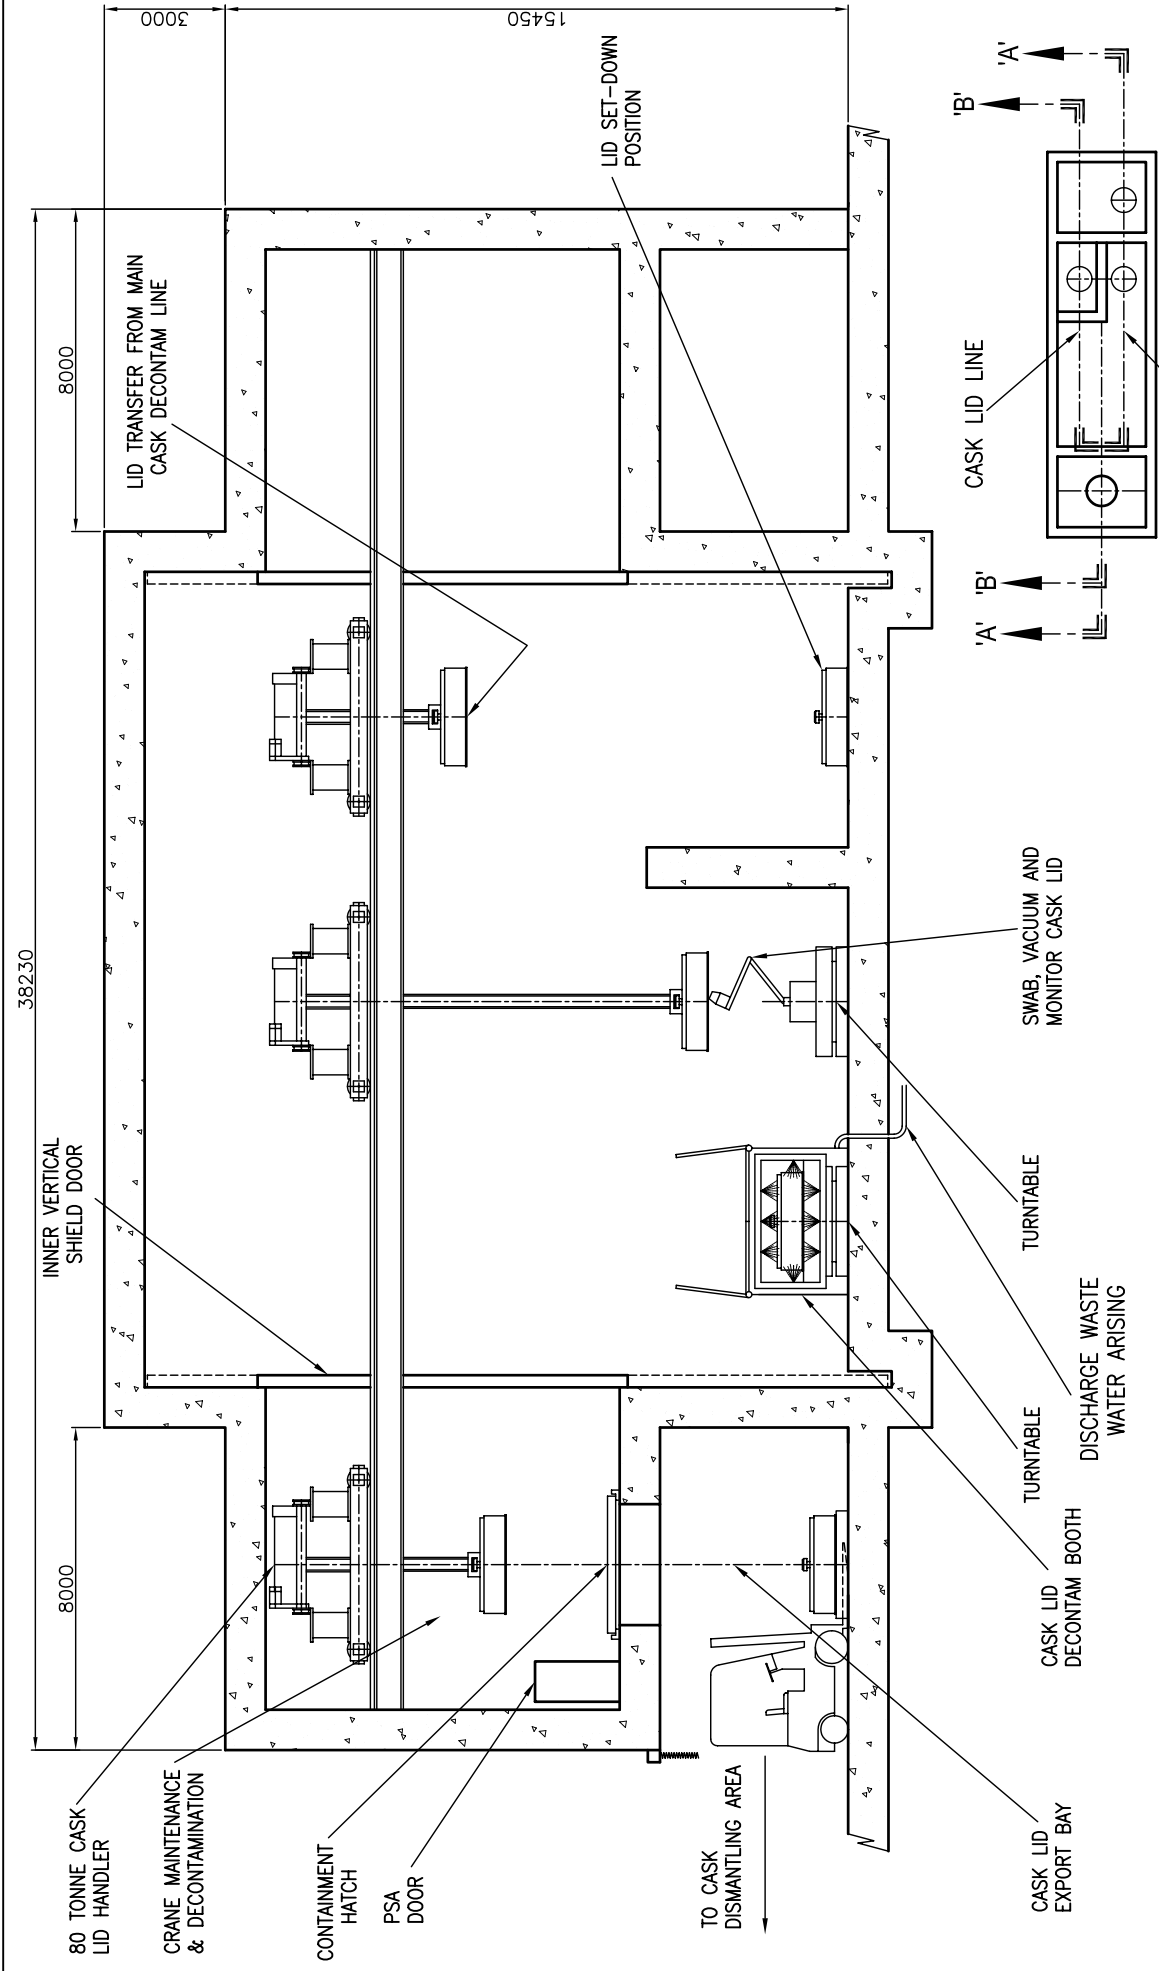 38230
8000
8000
3000
15450
80 TONNE CASK
LID HANDLER
CRANE MAINTENANCE
& DECONTAMINATION
CONTAINMENT
HATCH
PSA
DOOR
INNER VERTICAL
SHIELD DOOR
LID TRANSFER FROM MAIN
CASK DECONTAM LINE
LID SET-DOWN
POSITION
TO CASK
DISMANTLING AREA
CASK LID
EXPORT BAY
CASK LID
DECONTAM BOOTH
TURNTABLE
DISCHARGE WASTE
WATER ARISING
TURNTABLE
SWAB, VACUUM AND
MONITOR CASK LID
CASK LID LINE
'A'
'B'
'B'
'A'